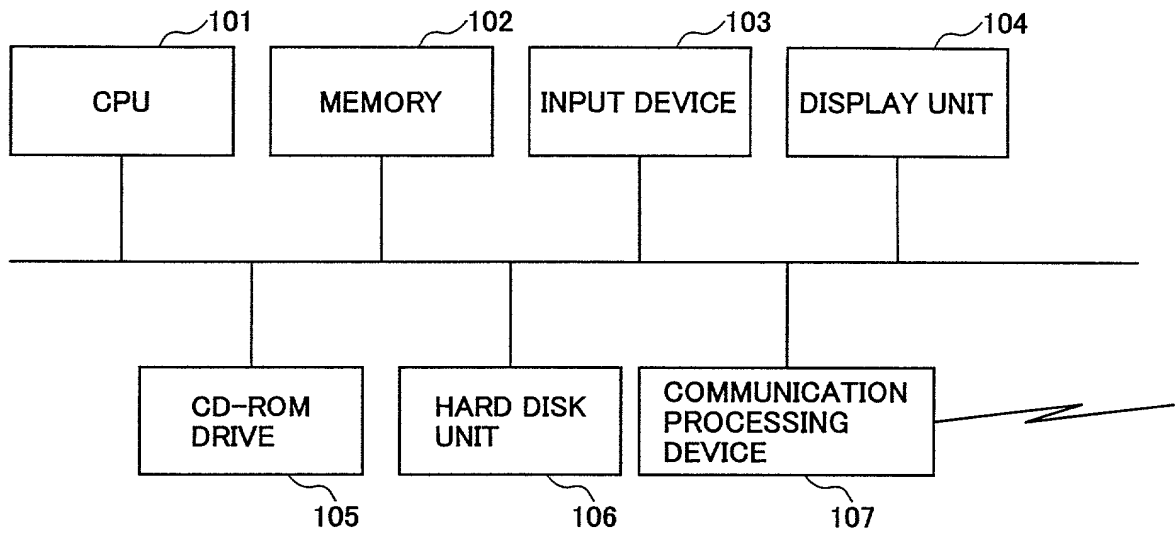 101
102
103
104
CPU
MEMORY
INPUT DEVICE
DISPLAY UNIT
CD-ROM
DRIVE
HARD DISK
UNIT
COMMUNICATION
PROCESSING
DEVICE
105
106
107